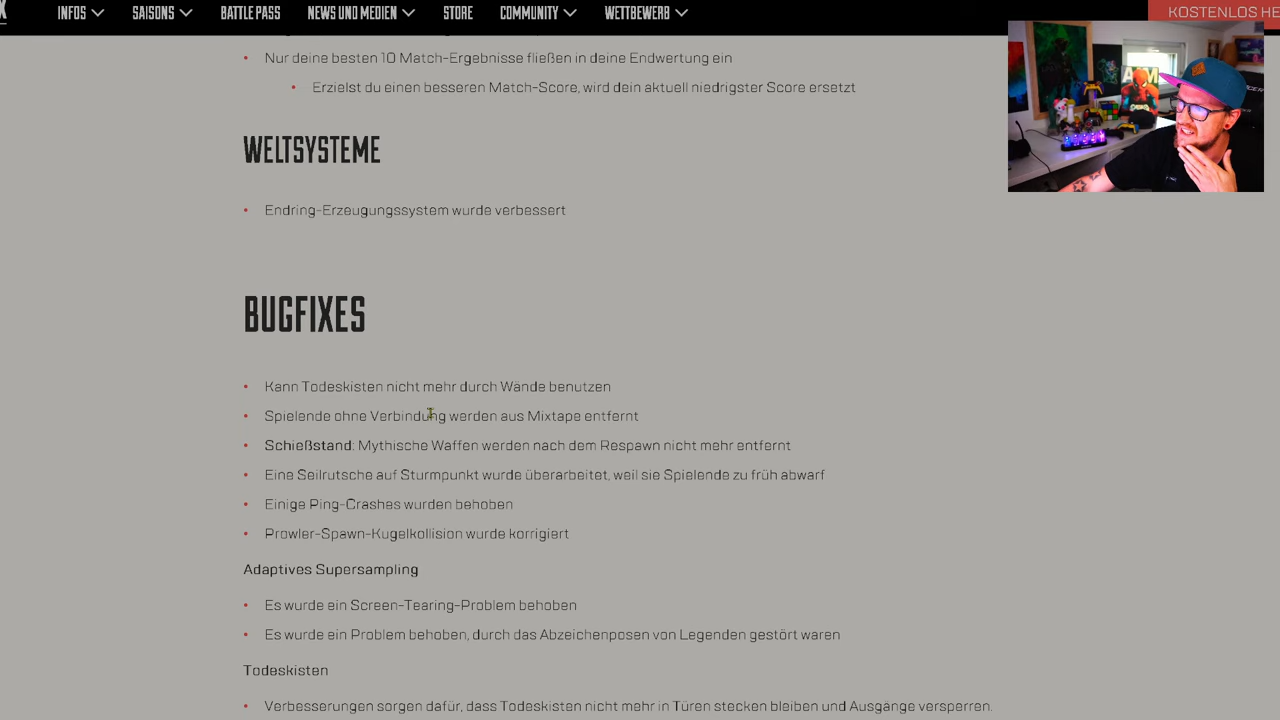 INFOS SAISONS BATTLE PASS NEWS UND MEDIEN STORE COMMUNITY WETTBEWERB KOSTENLOS HE
Nur deine besten 10 Match-Ergebnisse fließen in deine Endwertung ein
Erzielst du einen besseren Match-Score, wird dein aktuell niedrigster Score ersetzt
WELTSYSTEME
Endring-Erzeugungssystem wurde verbessert
BUGFIXES
Kann Todeskisten nicht mehr durch Wände benutzen
Spielende ohne Verbindung werden aus Mixtape entfernt
Schießstand: Mythische Waffen werden nach dem Respawn nicht mehr entfernt
Eine Seilrutsche auf Sturmpunkt wurde überarbeitet, weil sie Spielende zu früh abwarf
Einige Ping-Crashes wurden behoben
Prowler-Spawn-Kugelkollision wurde korrigiert
Adaptives Supersampling
Es wurde ein Screen-Tearing-Problem behoben
Es wurde ein Problem behoben, durch das Abzeichenposen von Legenden gestört waren
Todeskisten
Verbesserungen sorgen dafür, dass Todeskisten nicht mehr in Türen stecken bleiben und Ausgänge versperren.